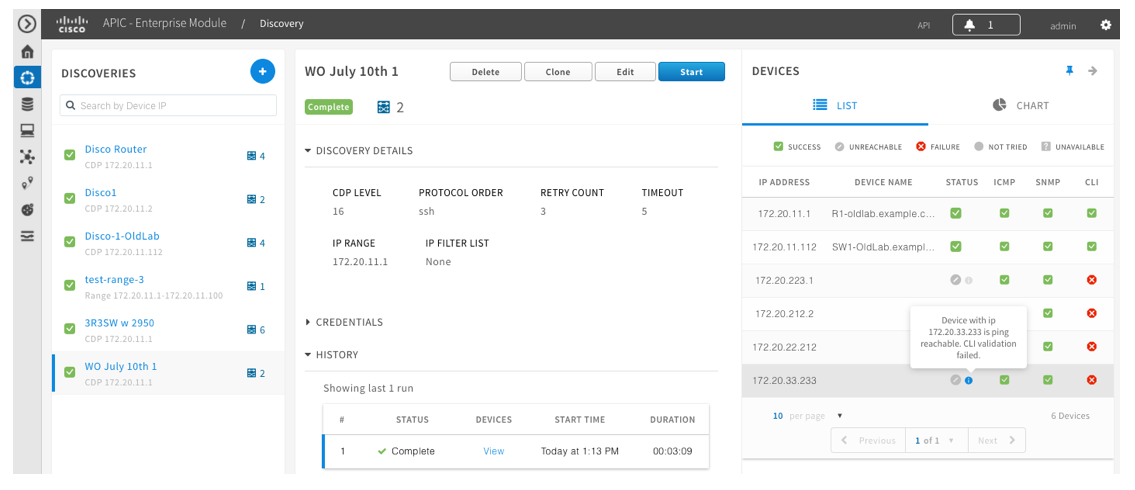 cisco APIC - Enterprise Module / Discovery API 1 admin
DISCOVERIES
+
Search by Device IP
Disco Router 4
CDP 172.20.11.1
Disco1 2
CDP 172.20.11.2
Disco-1-OldLab 4
CDP 172.20.11.112
test-range-3 1
Range 172.20.11.1-172.20.11.100
3R3SW w 2950 6
CDP 172.20.11.1
WO July 10th 1 2
CDP 172.20.11.1
WO July 10th 1 Delete Clone Edit Start
Complete 2
DISCOVERY DETAILS
CDP LEVEL PROTOCOL ORDER RETRY COUNT TIMEOUT
16 ssh 3 5
IP RANGE IP FILTER LIST
172.20.11.1 None
CREDENTIALS
HISTORY
Showing last 1 run
# STATUS DEVICES START TIME DURATION
1 Complete View Today at 1:13 PM 00:03:09
DEVICES
LIST CHART
SUCCESS UNREACHABLE FAILURE NOT TRIED UNAVAILABLE
IP ADDRESS DEVICE NAME STATUS ICMP SNMP CLI
172.20.11.1 R1-oldlab.example.c...
172.20.11.112 SW1-OldLab.exampl...
172.20.223.1
172.20.212.2
172.20.22.212
172.20.33.233
Device with ip
172.20.33.233 is ping
reachable. CLI validation
failed.
10 per page 6 Devices
Previous 1 of 1 Next